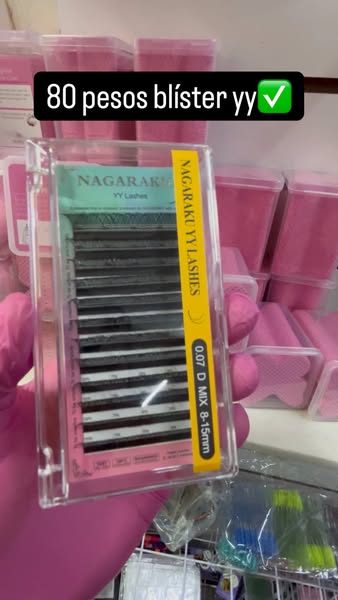 80 pesos blíster yy✅
NAGARAKU
YY Lashes
NAGARAKU YY LASHES
0.07 D MIX 8-15mm